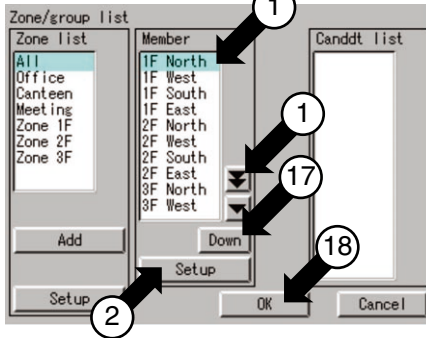 Zone/group list
Zone list
All
Office
Canteen
Meeting
Zone 1F
Zone 2F
Zone 3F
Add
Setup
Member
1F North
1F West
1F South
1F East
2F North
2F West
2F South
2F East
3F North
3F West
Down
Setup
Canddt list
OK
Cancel
1
1
17
18
2